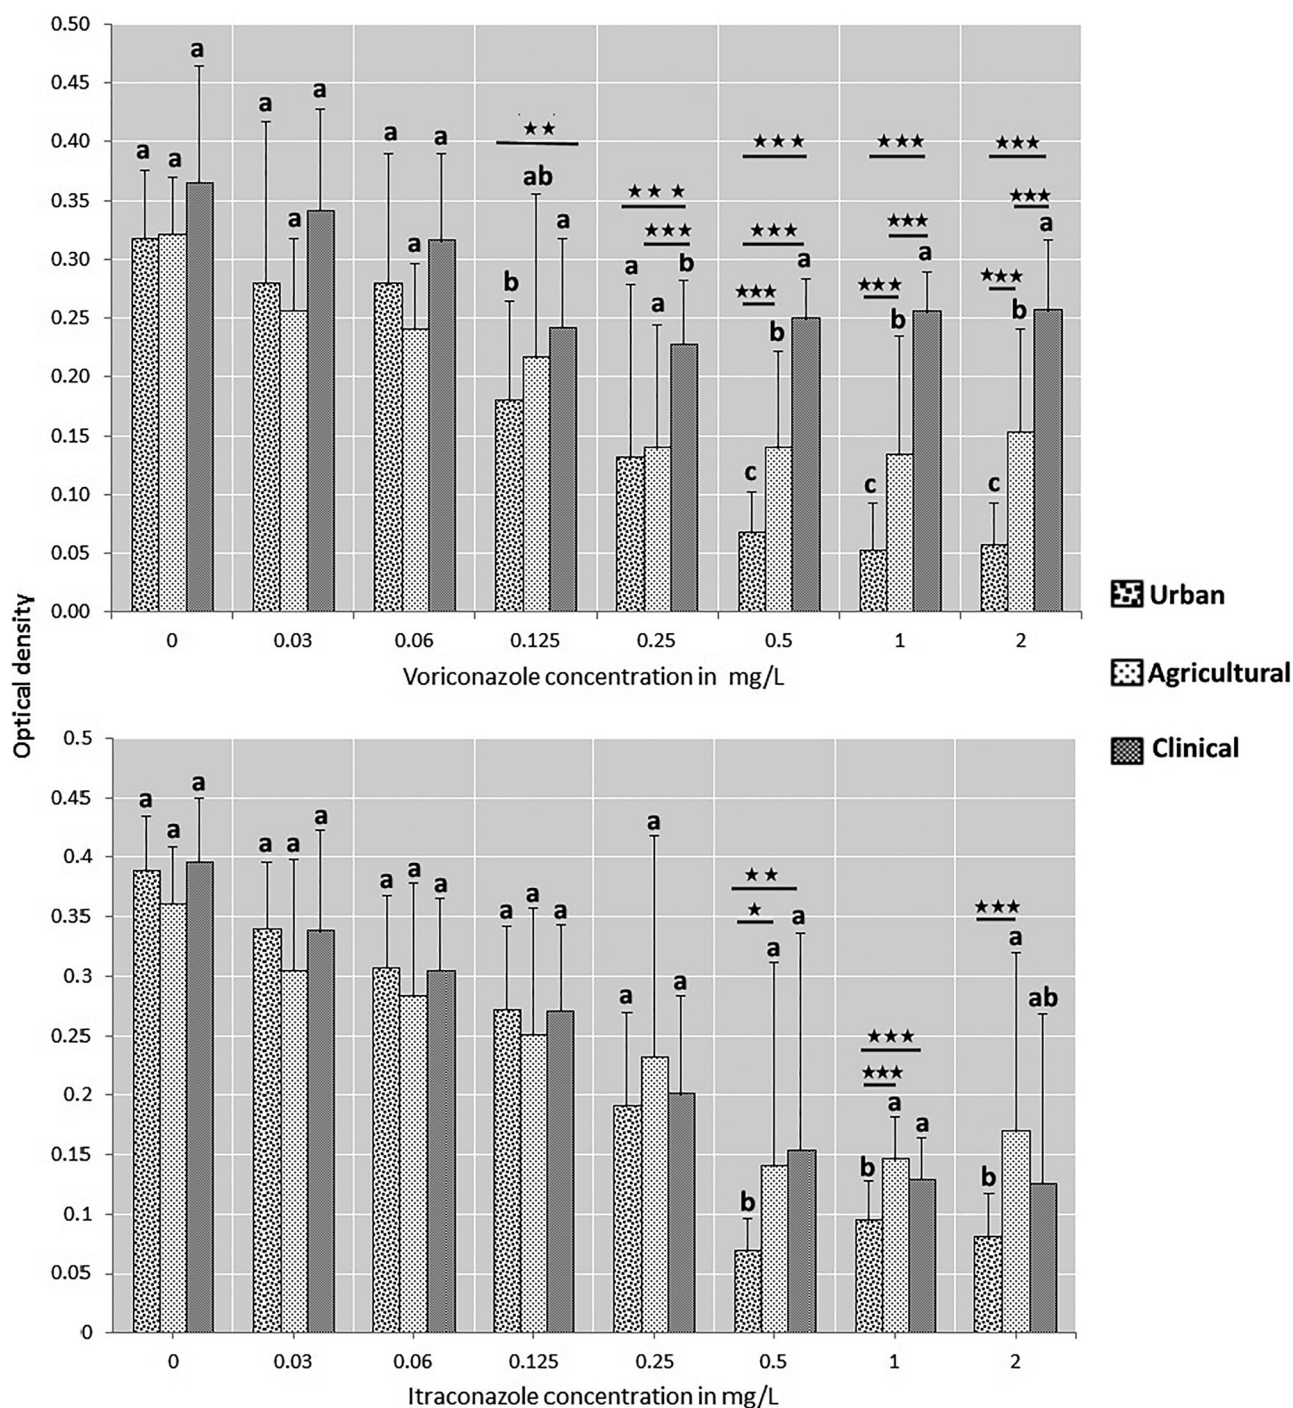 Optical density
0.50
0.45
0.40
0.35
0.30
0.25
0.20
0.15
0.10
0.05
0.00
a a a
a a a
a a a
★★
b ab a
★★★
★★★
a a b
★★★
★★★
★★★
c b a
★★★
★★★
★★★
c b a
★★★
★★★
★★★
c b a
0 0.03 0.06 0.125 0.25 0.5 1 2
Voriconazole concentration in mg/L
Urban
Agricultural
Clinical
0.5
0.45
0.4
0.35
0.3
0.25
0.2
0.15
0.1
0.05
0
a a a
a a a
a a a
a a a
a a a
★★
★
b a a
★★★
★★★
b a a
★★★
b a ab
0 0.03 0.06 0.125 0.25 0.5 1 2
Itraconazole concentration in mg/L